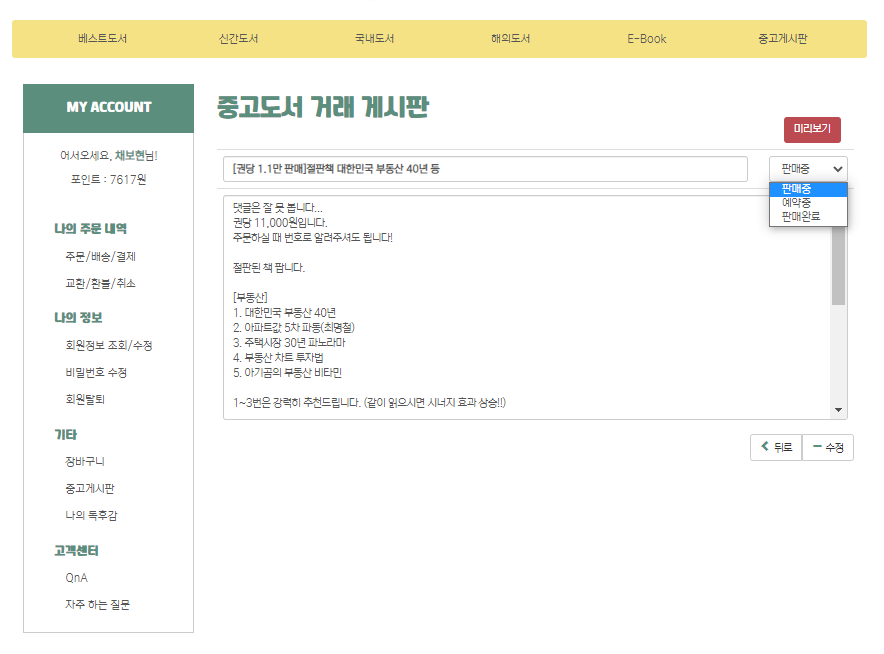 베스트도서 신간도서 국내도서 해외도서 E-Book 중고게시판
MY ACCOUNT
어서오세요, 채보현님!
포인트 : 7617원
나의 주문 내역
주문/배송/결제
교환/환불/취소
나의 정보
회원정보 조회/수정
비밀번호 수정
회원탈퇴
기타
장바구니
중고게시판
나의 독후감
고객센터
QnA
자주 하는 질문
중고도서 거래 게시판
미리보기
[권당 1.1만 판매]절판책 대한민국 부동산 40년 등
판매중
판매중
예약중
판매완료
댓글은 잘 못 봅니다...
권당 11,000원입니다.
주문하실 때 번호로 알려주셔도 됩니다!
절판된 책 팝니다.
[부동산]
1. 대한민국 부동산 40년
2. 아파트값 5차 파동(최명철)
3. 주택시장 30년 파노라마
4. 부동산 차트 투자법
5. 아기곰의 부동산 비타민
1~3번은 강력히 추천드립니다. (같이 읽으시면 시너지 효과 상승!!)
뒤로 수정